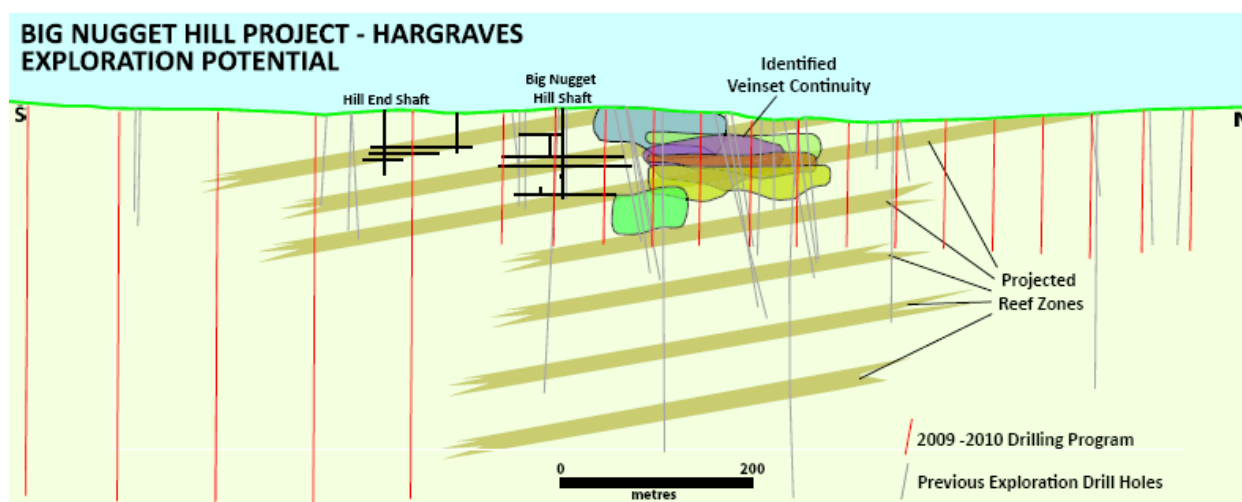 BIG NUGGET HILL PROJECT - HARGRAVES
EXPLORATION POTENTIAL
Identified
Veinset Continuity
Big Nugget
Hill Shaft
Hill End Shaft
S
N
Projected
Reef Zones
2009 -2010 Drilling Program
Previous Exploration Drill Holes
0 200
metres